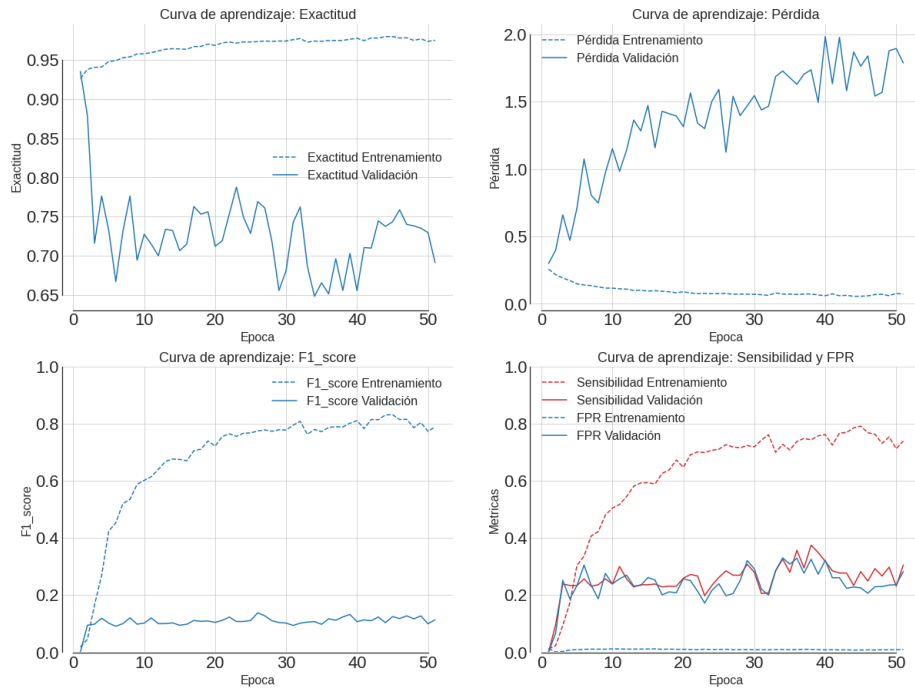 Curva de aprendizaje: Exactitud
0.95
0.90
0.85
0.80
0.75
0.70
0.65
Exactitud
Exactitud Entrenamiento
Exactitud Validación
0
10
20
30
40
50
Epoca
Curva de aprendizaje: Pérdida
2.0
1.5
1.0
0.5
0.0
Pérdida
Pérdida Entrenamiento
Pérdida Validación
0
10
20
30
40
50
Epoca
Curva de aprendizaje: F1_score
1.0
0.8
0.6
0.4
0.2
0.0
F1_score
F1_score Entrenamiento
F1_score Validación
0
10
20
30
40
50
Epoca
Curva de aprendizaje: Sensibilidad y FPR
1.0
0.8
0.6
0.4
0.2
0.0
Metricas
Sensibilidad Entrenamiento
Sensibilidad Validación
FPR Entrenamiento
FPR Validación
0
10
20
30
40
50
Epoca